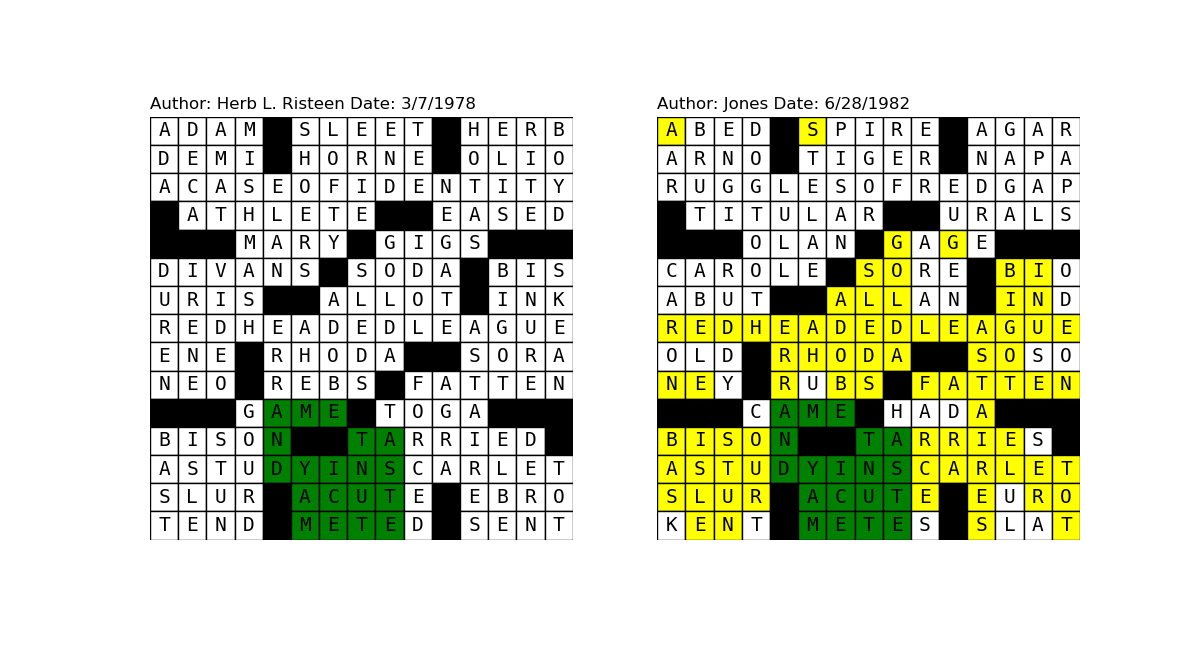 Author: Herb L. Risteen Date: 3/7/1978
ADAM SLEET HERB
DEMI HORNE OLIO
ACASEOFIDENTITY
ATHLETE EASED
MARY GIGS
DIVANS SODA BIS
URIS ALLOT INK
REDHEADEDLEAGUE
ENE RHODA SORA
NEO REBS FATTEN
GAME TOGA
BISON TARRIED
ASTUDYINSCARLET
SLUR ACUTE EBRO
TEND METED SENT
Author: Jones Date: 6/28/1982
ABED SPIRE AGAR
ARNO TIGER NAPA
RUGGLESOFREDGAP
TITULAR URALS
OLAN GAGE
CAROLE SORE BIO
ABUT ALLAN IND
REDHEADEDLEAGUE
OLD RHODA SOSO
NEY RUBS FATTEN
CAME HADA
BISON TARRIES
ASTUDYINSCARLET
SLUR ACUTE EURO
KENT METES SLAT